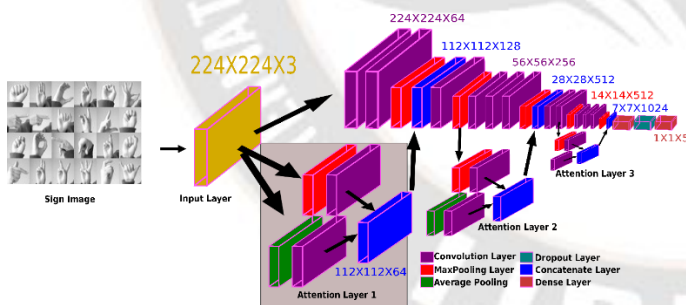 224X224X64
112X112X128
56X56X256
28X28X512
14X14X512
7X7X1024
1X1X5
224X224X3
Sign Image
Input Layer
Attention Layer 1
112X112X64
Attention Layer 2
Attention Layer 3
Convolution Layer
MaxPooling Layer
Average Pooling
Dropout Layer
Concatenate Layer
Dense Layer